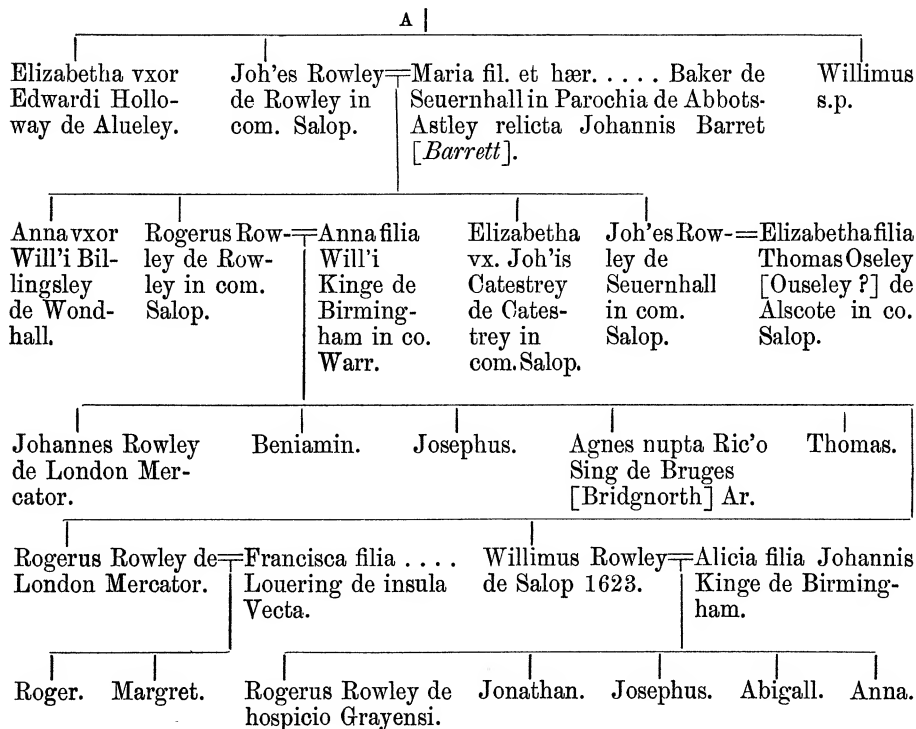 A
Elizabetha vxor
Edwardi Hollo-
way de Alueley.
Joh'es Rowley
de Rowley in
com. Salop.
Maria fil. et hær. . . . . Baker de
Seuernhall in Parochia de Abbots-
Astley relicta Johannis Barret
[Barrett].
Willimus
s.p.
Anna vxor
Will'i Bil-
lingsley
de Wond-
hall.
Rogerus Row-
ley de Row-
ley in com.
Salop.
Anna filia
Will'i
Kinge de
Birming-
ham in co.
Warr.
Elizabetha
vx. Joh'is
Catestrey
de Cates-
trey in
com. Salop.
Joh'es Row-
ley de
Seuernhall
in com.
Salop.
Elizabetha filia
Thomas Oseley
[Ouseley ?] de
Alscote in co.
Salop.
Johannes Rowley
de London Mer-
cator.
Beniamin.
Josephus.
Agnes nupta Ric'o
Sing de Bruges
[Bridgnorth] Ar.
Thomas.
Rogerus Rowley de
London Mercator.
Francisca filia . . . .
Louering de insula
Vecta.
Willimus Rowley
de Salop 1623.
Alicia filia Johannis
Kinge de Birming-
ham.
Roger.
Margret.
Rogerus Rowley de
hospicio Grayensi.
Jonathan.
Josephus.
Abigall.
Anna.